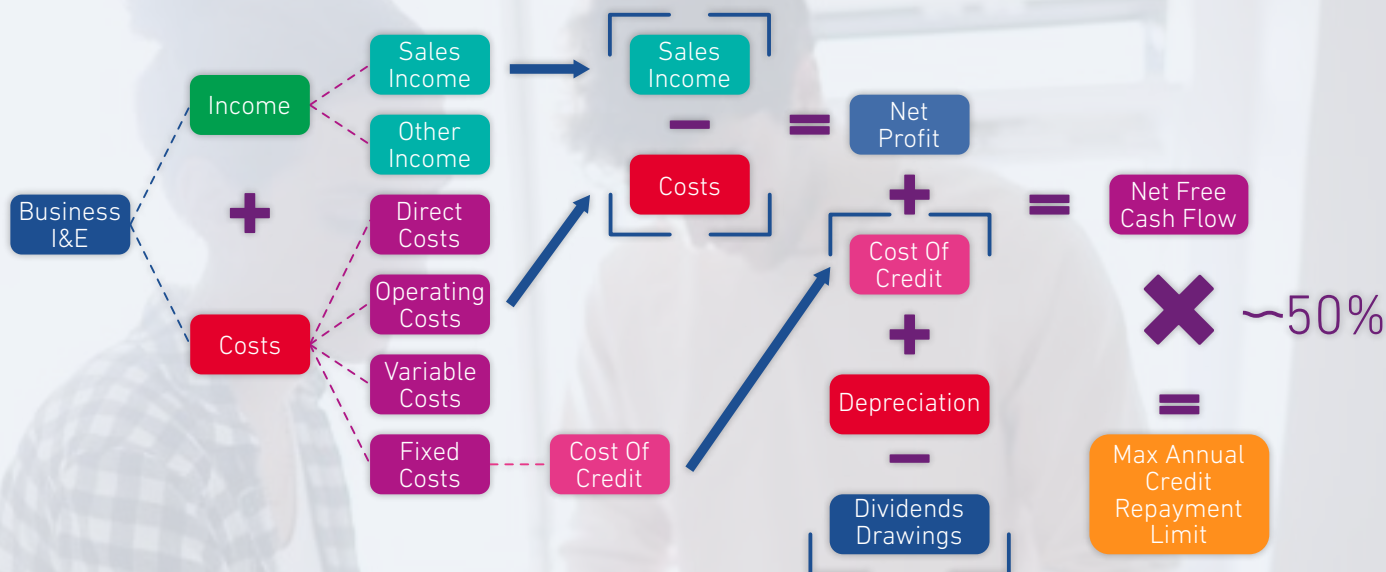 Business
I&E
Income
+
Costs
Sales
Income
Other
Income
Direct
Costs
Operating
Costs
Variable
Costs
Fixed
Costs
Cost Of
Credit
Sales
Income
-
Costs
=
Net
Profit
+
Cost Of
Credit
+
Depreciation
-
Dividends
Drawings
=
Net Free
Cash Flow
× ~50%
=
Max Annual
Credit
Repayment
Limit